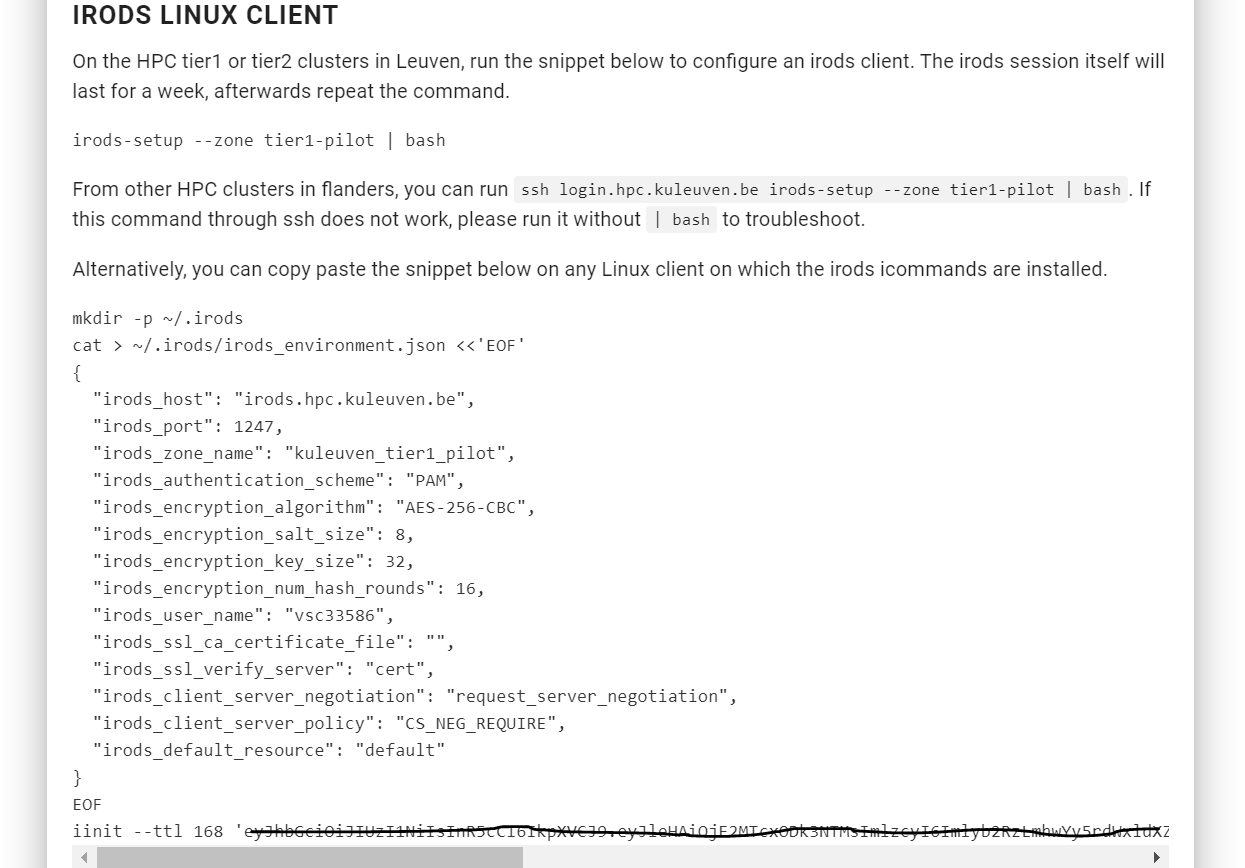 IRODS LINUX CLIENT
On the HPC tier1 or tier2 clusters in Leuven, run the snippet below to configure an irods client. The irods session itself will
last for a week, afterwards repeat the command.
irods-setup --zone tier1-pilot | bash
From other HPC clusters in flanders, you can run ssh login.hpc.kuleuven.be irods-setup --zone tier1-pilot | bash . If
this command through ssh does not work, please run it without | bash to troubleshoot.
Alternatively, you can copy paste the snippet below on any Linux client on which the irods icommands are installed.
mkdir -p ~/.irods
cat > ~/.irods/irods_environment.json <<'EOF'
{
"irods_host": "irods.hpc.kuleuven.be",
"irods_port": 1247,
"irods_zone_name": "kuleuven_tier1_pilot",
"irods_authentication_scheme": "PAM",
"irods_encryption_algorithm": "AES-256-CBC",
"irods_encryption_salt_size": 8,
"irods_encryption_key_size": 32,
"irods_encryption_num_hash_rounds": 16,
"irods_user_name": "vsc33586",
"irods_ssl_ca_certificate_file": "",
"irods_ssl_verify_server": "cert",
"irods_client_server_negotiation": "request_server_negotiation",
"irods_client_server_policy": "CS_NEG_REQUIRE",
"irods_default_resource": "default"
}
EOF
iinit --ttl 168 '